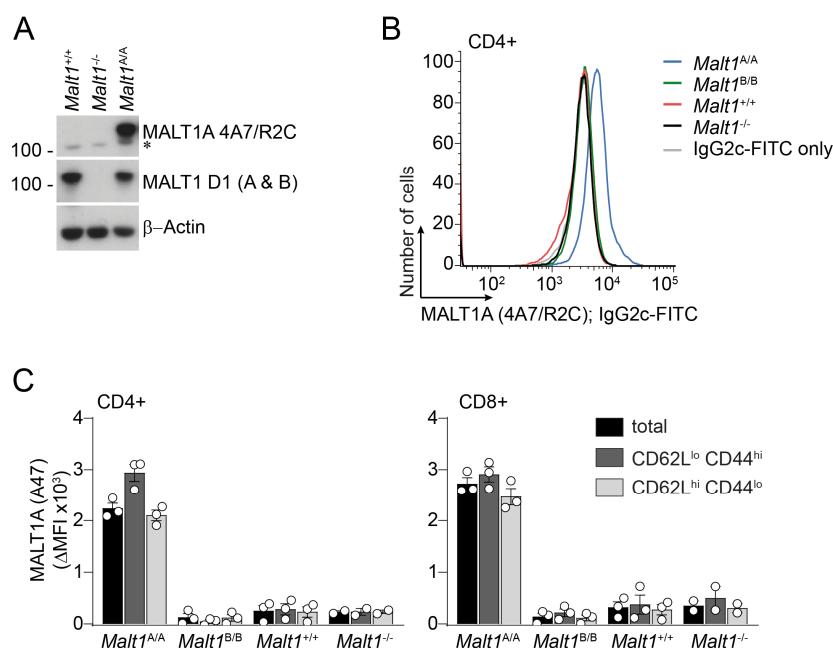 A
Malt1+/+
Malt1-/-
Malt1A/A
MALT1A 4A7/R2C
100 -
*
100 -
MALT1 D1 (A & B)
β-Actin
B
CD4+
100
80
60
40
20
0
Number of cells
10²
10³
10⁴
10⁵
MALT1A (4A7/R2C); IgG2c-FITC
Malt1A/A
Malt1B/B
Malt1+/+
Malt1-/-
IgG2c-FITC only
C
CD4+
MALT1A (A47)
(ΔMFI x10³)
4
3
2
1
0
Malt1A/A
Malt1B/B
Malt1+/+
Malt1-/-
CD8+
4
3
2
1
0
Malt1A/A
Malt1B/B
Malt1+/+
Malt1-/-
total
CD62Llo CD44hi
CD62Lhi CD44lo